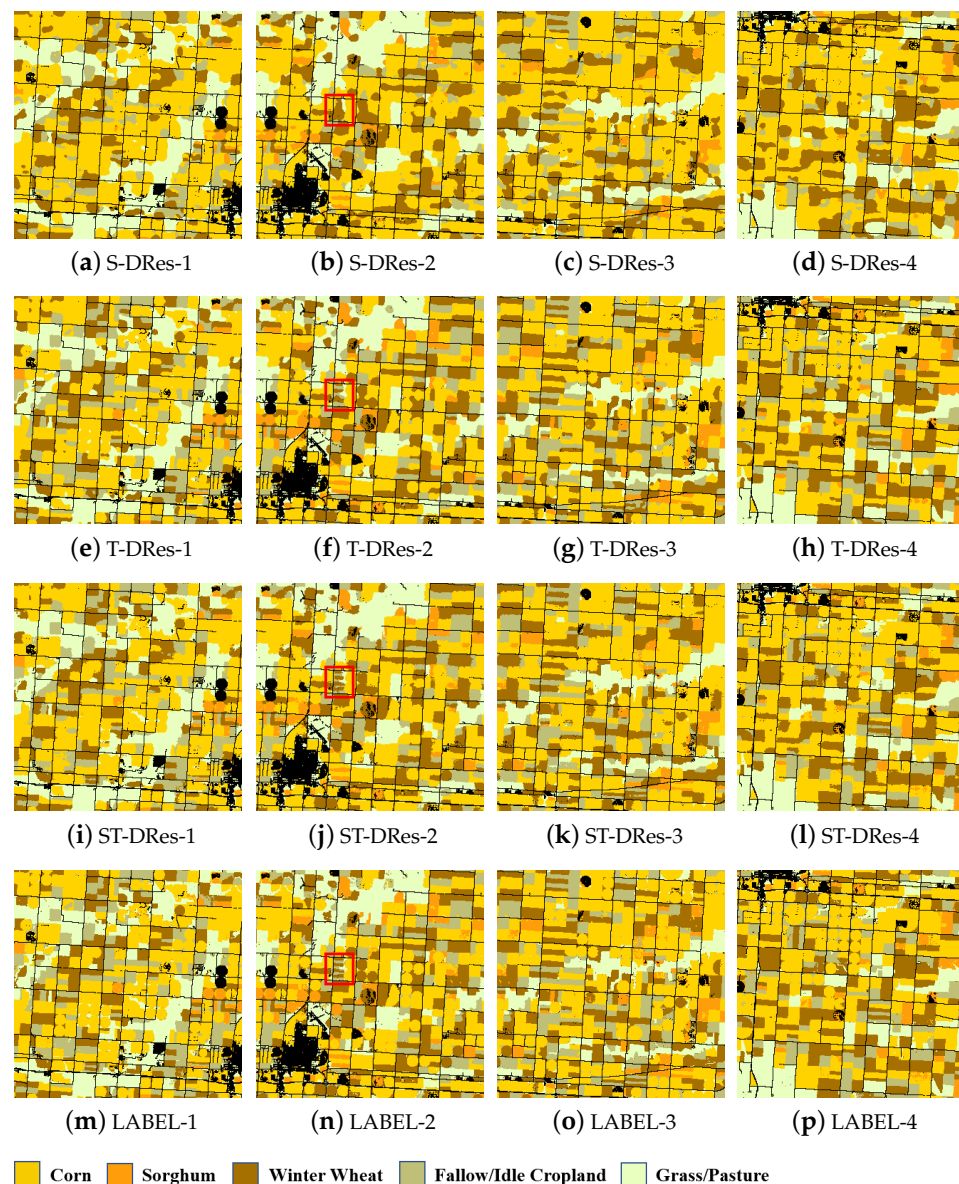 (a) S-DRes-1 (b) S-DRes-2 (c) S-DRes-3 (d) S-DRes-4
(e) T-DRes-1 (f) T-DRes-2 (g) T-DRes-3 (h) T-DRes-4
(i) ST-DRes-1 (j) ST-DRes-2 (k) ST-DRes-3 (l) ST-DRes-4
(m) LABEL-1 (n) LABEL-2 (o) LABEL-3 (p) LABEL-4
Corn Sorghum Winter Wheat Fallow/Idle Cropland Grass/Pasture